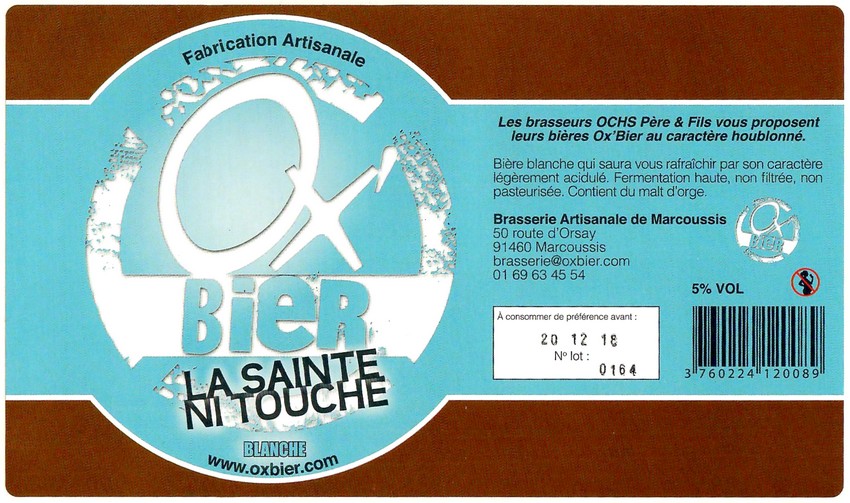 Fabrication Artisanale
Ox'
BieR
LA SAINTE
NI TOUCHE
BLANCHE
www.oxbier.com
Les brasseurs OCHS Père & Fils vous proposent
leurs bières Ox'Bier au caractère houblonné.
Bière blanche qui saura vous rafraîchir par son caractère
légèrement acidulé. Fermentation haute, non filtrée, non
pasteurisée. Contient du malt d'orge.
Brasserie Artisanale de Marcoussis
50 route d'Orsay
91460 Marcoussis
brasserie@oxbier.com
01 69 63 45 54
Ox'
BieR
5% VOL
À consommer de préférence avant :
20 12 18
N° lot :
0164
3 760224 120089